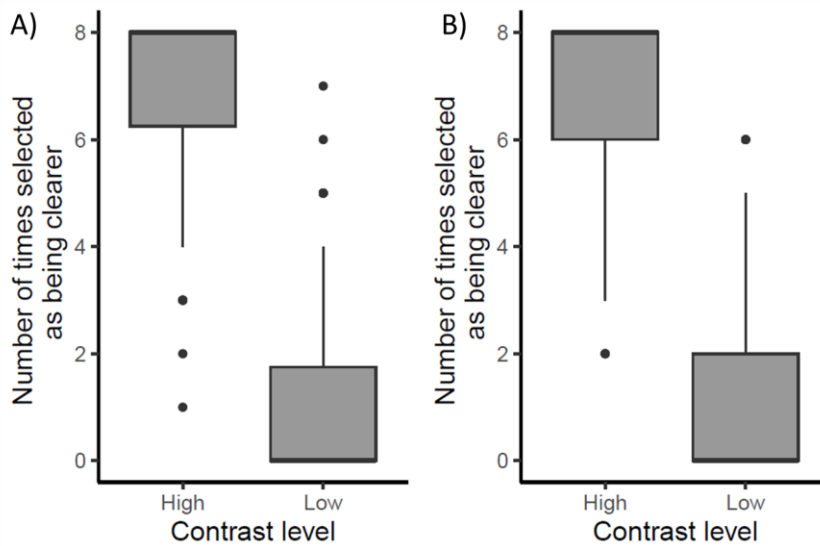 A)
Number of times selected
as being clearer
8
6
4
2
0
High Low
Contrast level
B)
Number of times selected
as being clearer
8
6
4
2
0
High Low
Contrast level